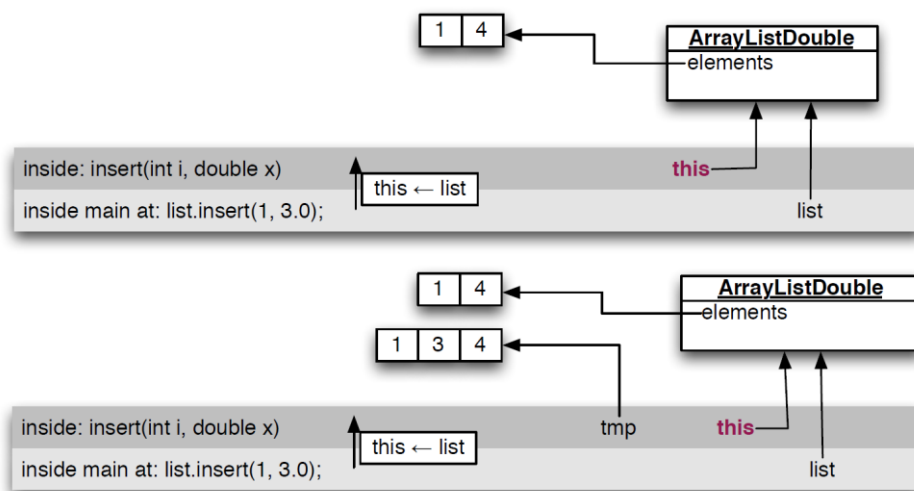 1 4
ArrayListDouble
elements
inside: insert(int i, double x)
this
this ← list
inside main at: list.insert(1, 3.0);
list
1 4
ArrayListDouble
elements
1 3 4
inside: insert(int i, double x)
tmp
this
this ← list
inside main at: list.insert(1, 3.0);
list